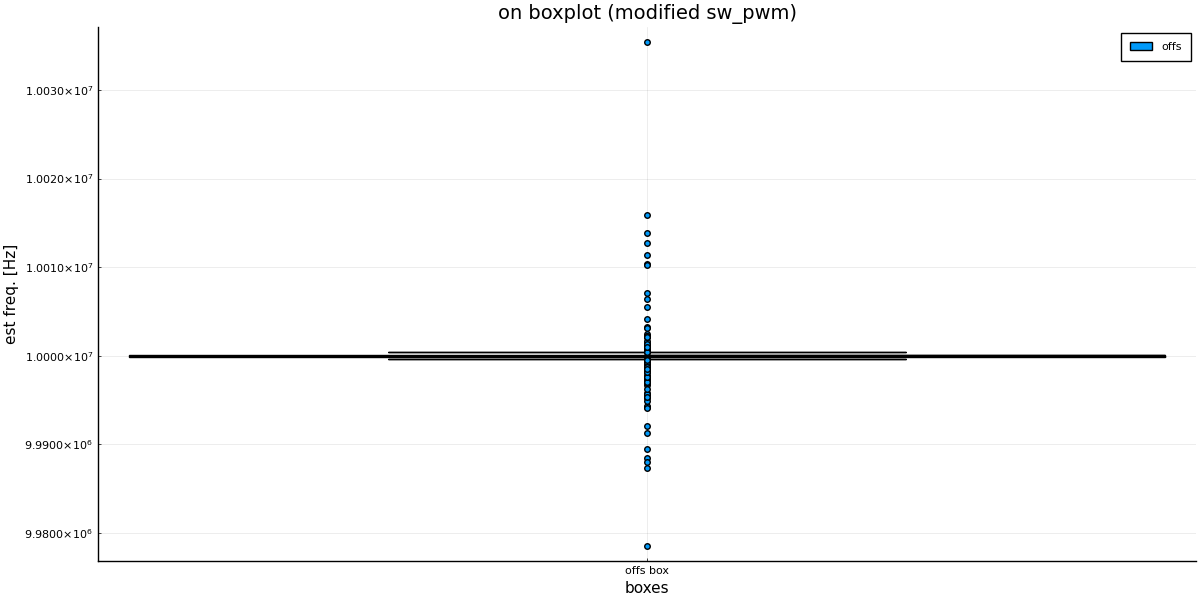 on boxplot (modified sw_pwm)
offs
1.0030×10⁷
1.0020×10⁷
1.0010×10⁷
1.0000×10⁷
9.9900×10⁶
9.9800×10⁶
est freq. [Hz]
offs box
boxes